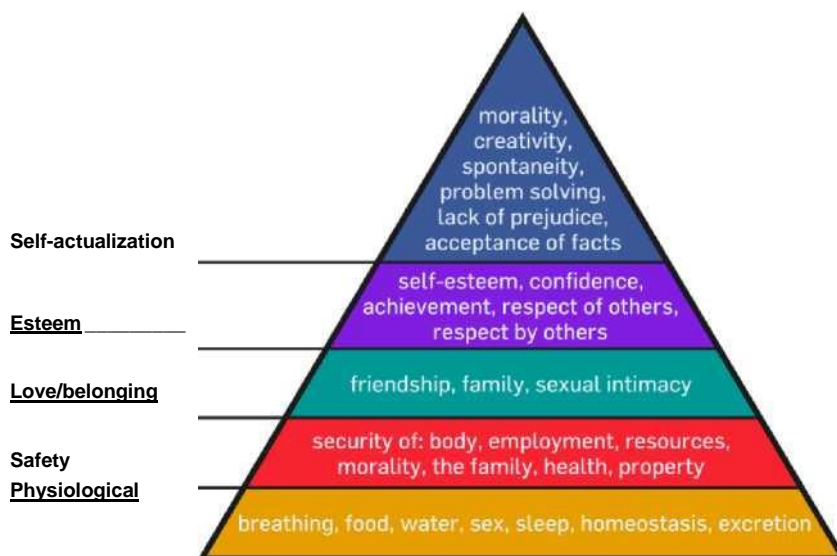 morality,
creativity,
spontaneity,
problem solving,
lack of prejudice,
acceptance of facts
Self-actualization
self-esteem, confidence,
achievement, respect of others,
respect by others
Esteem
friendship, family, sexual intimacy
Love/belonging
security of: body, employment, resources,
morality, the family, health, property
Safety
Physiological
breathing, food, water, sex, sleep, homeostasis, excretion